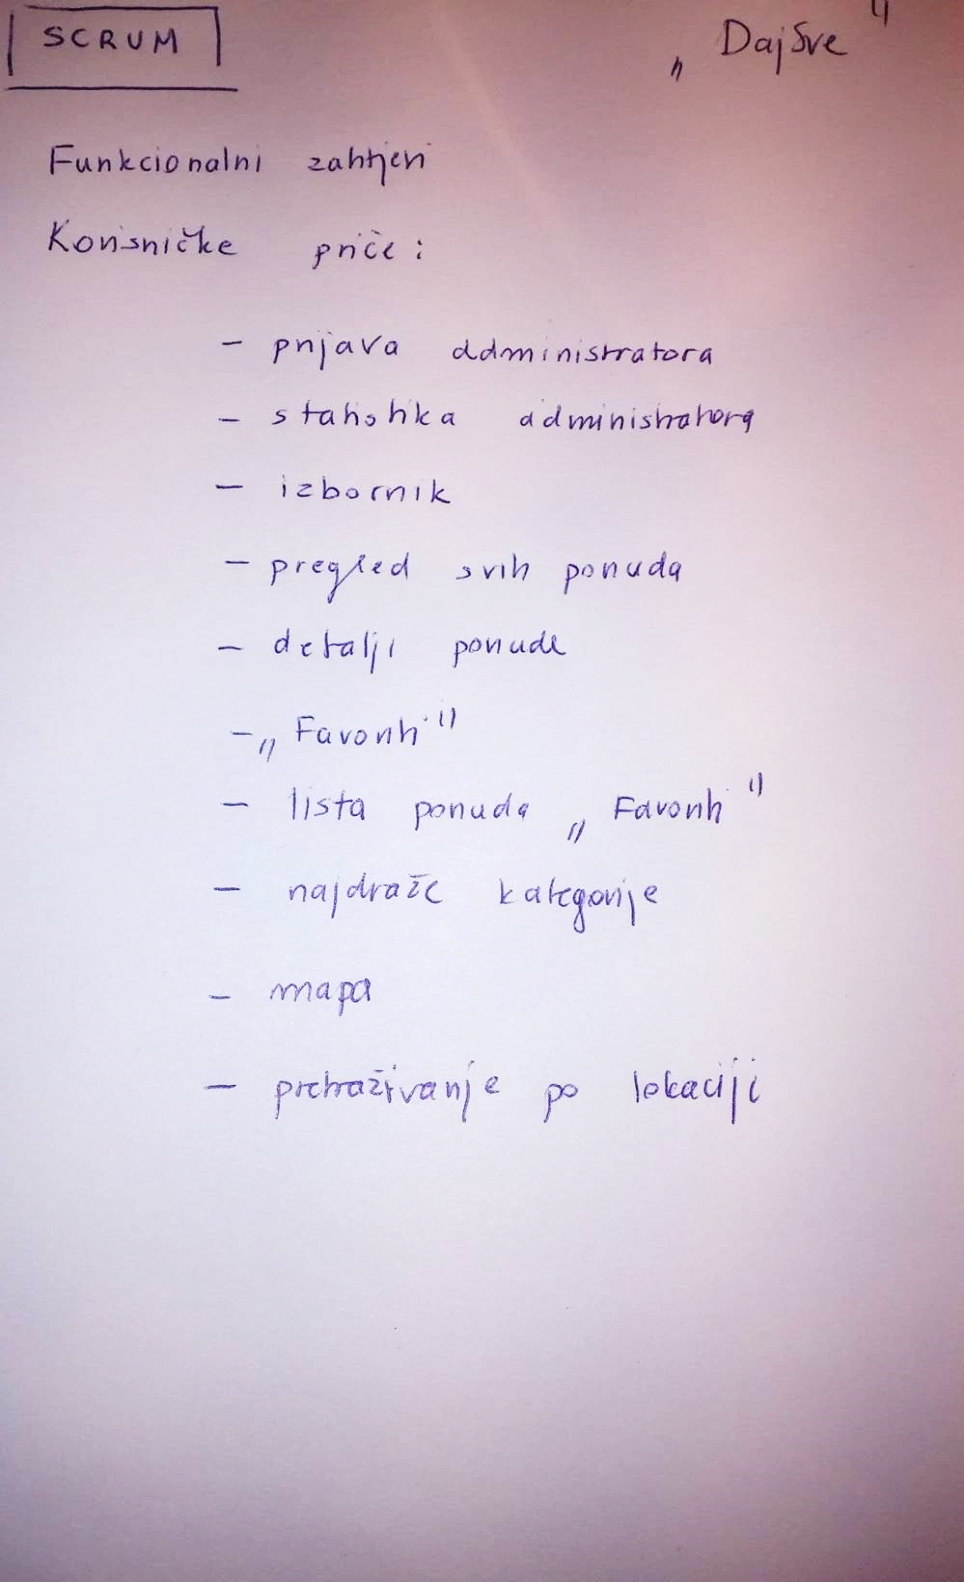 SCRUM „DajSve"
Funkcionalni zahtjevi
Korisničke priče:
- prijava administratora
- statistika administratora
- izbornik
- pregled svih ponuda
- detalji ponude
- „Favoriti"
- lista ponuda „Favoriti"
- najdraže kategorije
- mapa
- pretraživanje po lokaciji